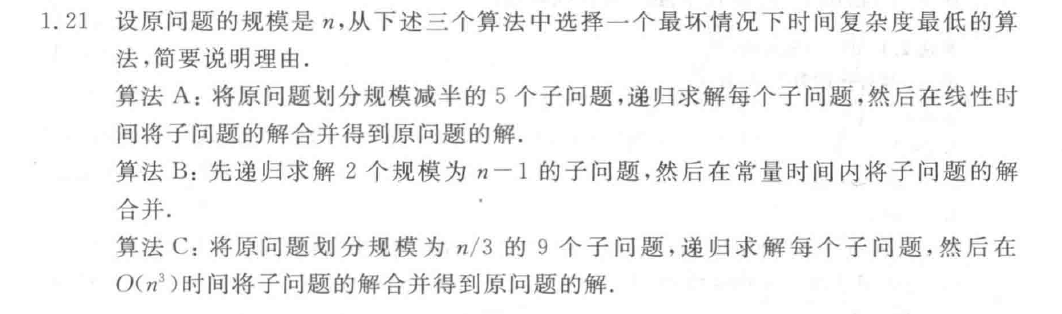 1.21 设原问题的规模是 n,从下述三个算法中选择一个最坏情况下时间复杂度最低的算
法,简要说明理由.
算法 A: 将原问题划分规模减半的 5 个子问题,递归求解每个子问题,然后在线性时
间将子问题的解合并得到原问题的解.
算法 B: 先递归求解 2 个规模为 n-1 的子问题,然后在常量时间内将子问题的解
合并.
算法 C: 将原问题划分规模为 n/3 的 9 个子问题,递归求解每个子问题,然后在
O(n³)时间将子问题的解合并得到原问题的解.